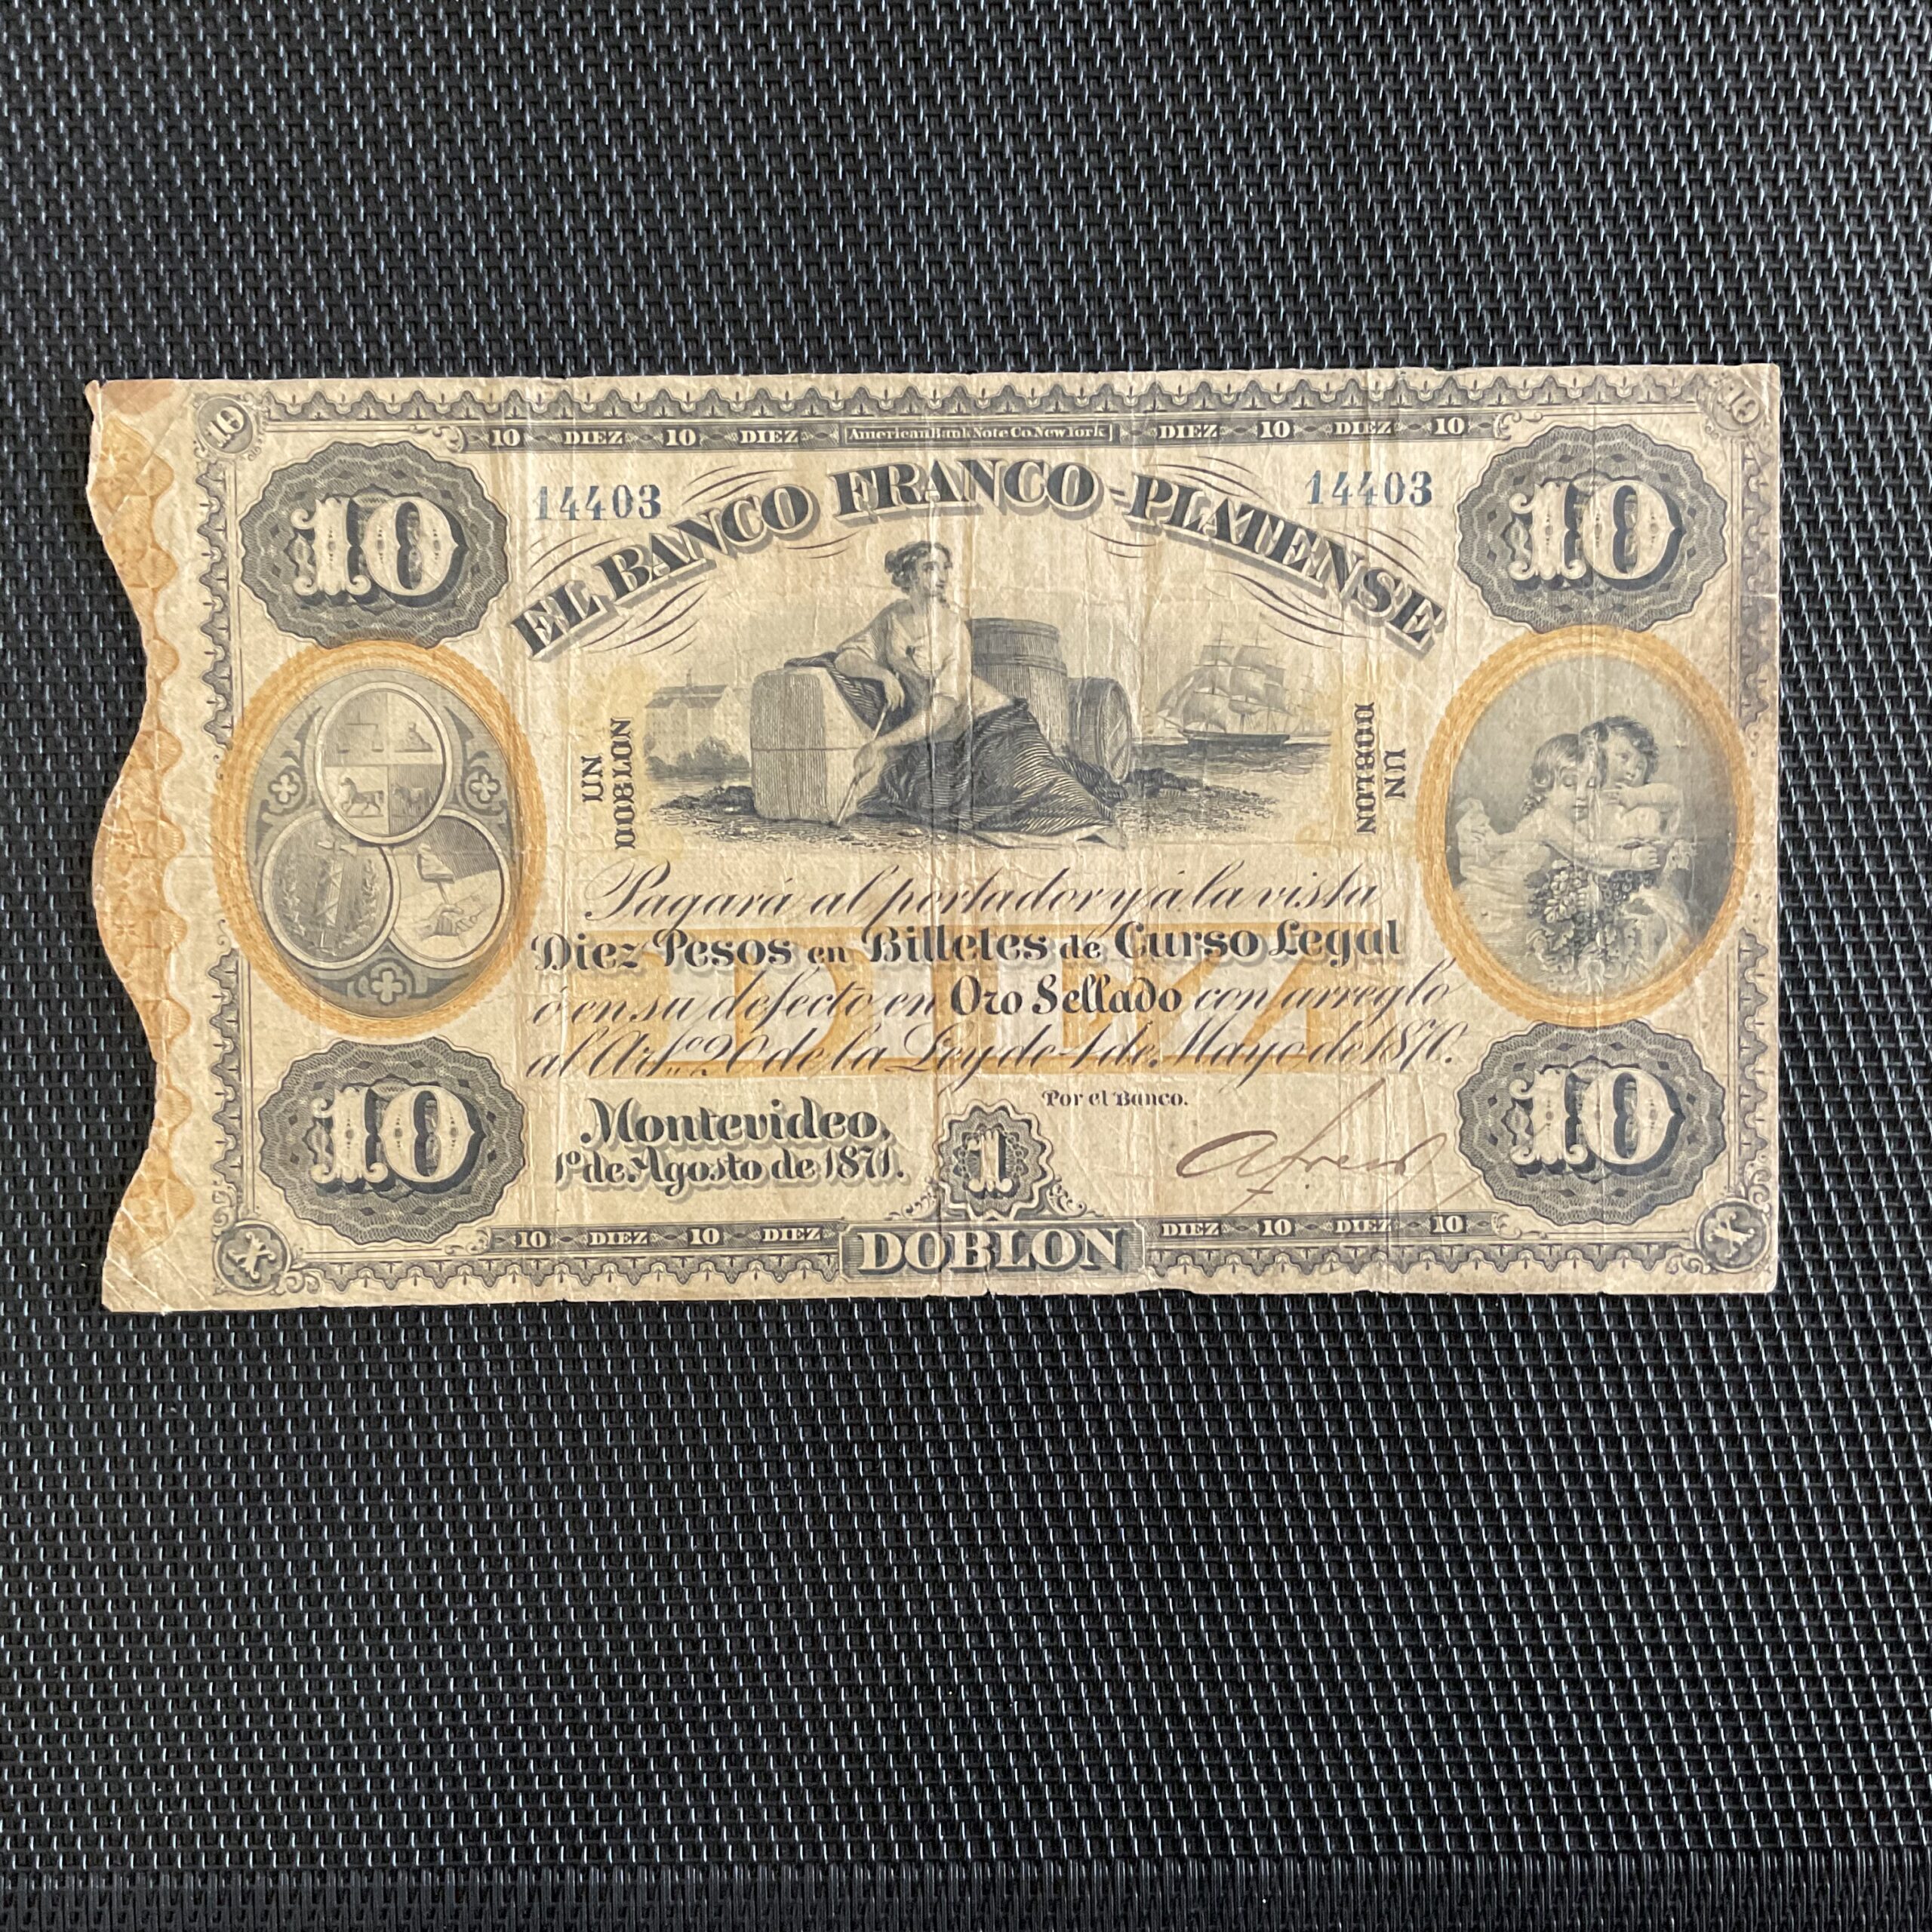 10 10
10 DIEZ 10 DIEZ American Bank Note Co. New York DIEZ 10 DIEZ 10
10 10
14403 14403
EL BANCO FRANCO-PLATENSE
UN DOBLON
UN DOBLON
Pagará al portador y á la vista
Diez Pesos en Billetes de Curso Legal
ó en su defecto en Oro Sellado con arreglo
al Arto. 20 de la Ley de 4 de Mayo de 1870.
DIEZ
Por el Banco.
Montevideo,
1º de Agosto de 1871.
1
10 10
10 DIEZ 10 DIEZ DOBLON DIEZ 10 DIEZ 10
X X